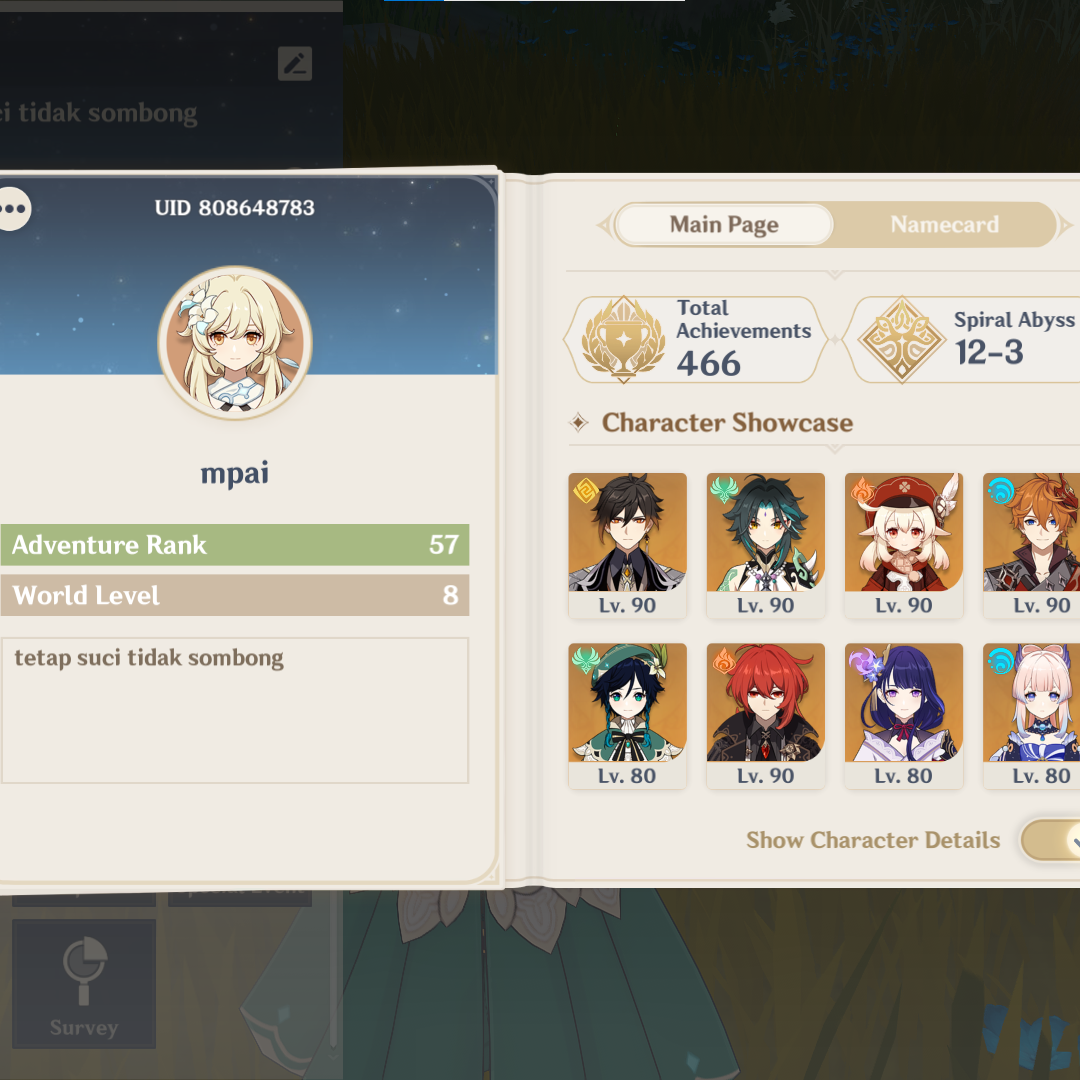 ci tidak sombong
UID 808648783
mpai
Adventure Rank 57
World Level 8
tetap suci tidak sombong
Survey
Main Page
Namecard
Total
Achievements
466
Spiral Abyss
12-3
Character Showcase
Lv. 90
Lv. 90
Lv. 90
Lv. 90
Lv. 80
Lv. 90
Lv. 80
Lv. 80
Show Character Details